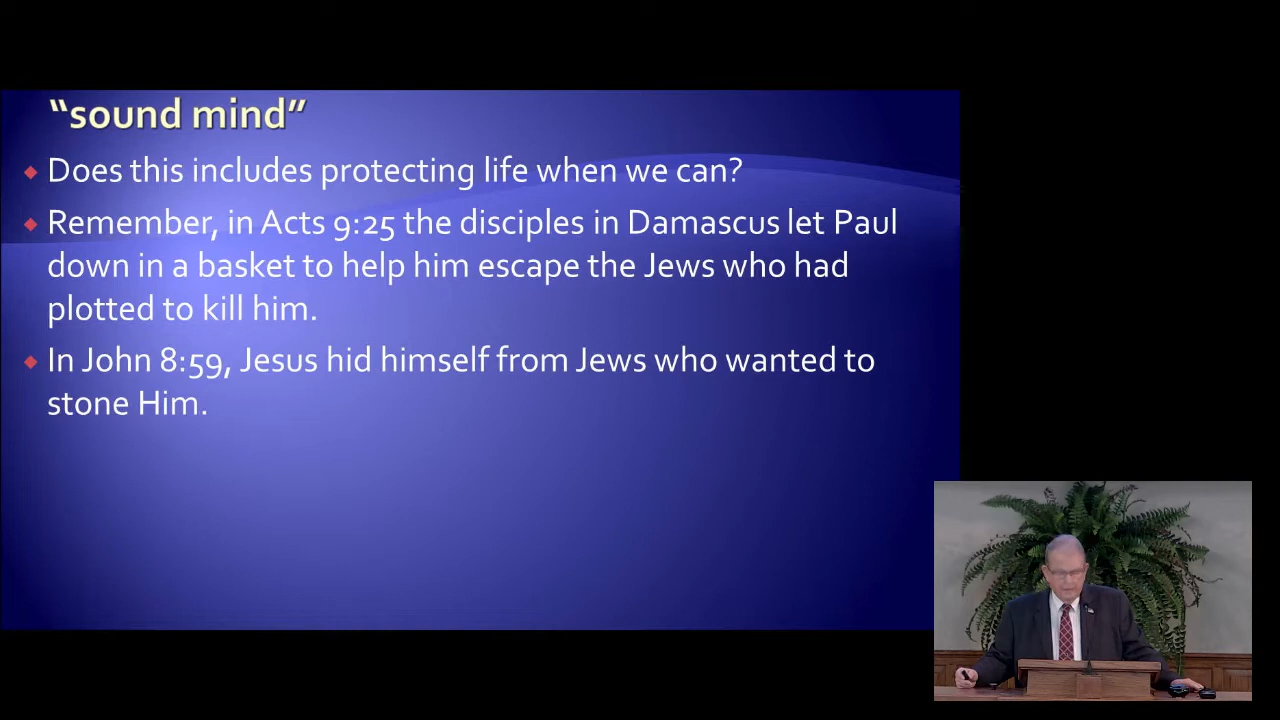 “sound mind”
Does this includes protecting life when we can?
Remember, in Acts 9:25 the disciples in Damascus let Paul
down in a basket to help him escape the Jews who had
plotted to kill him.
In John 8:59, Jesus hid himself from Jews who wanted to
stone Him.